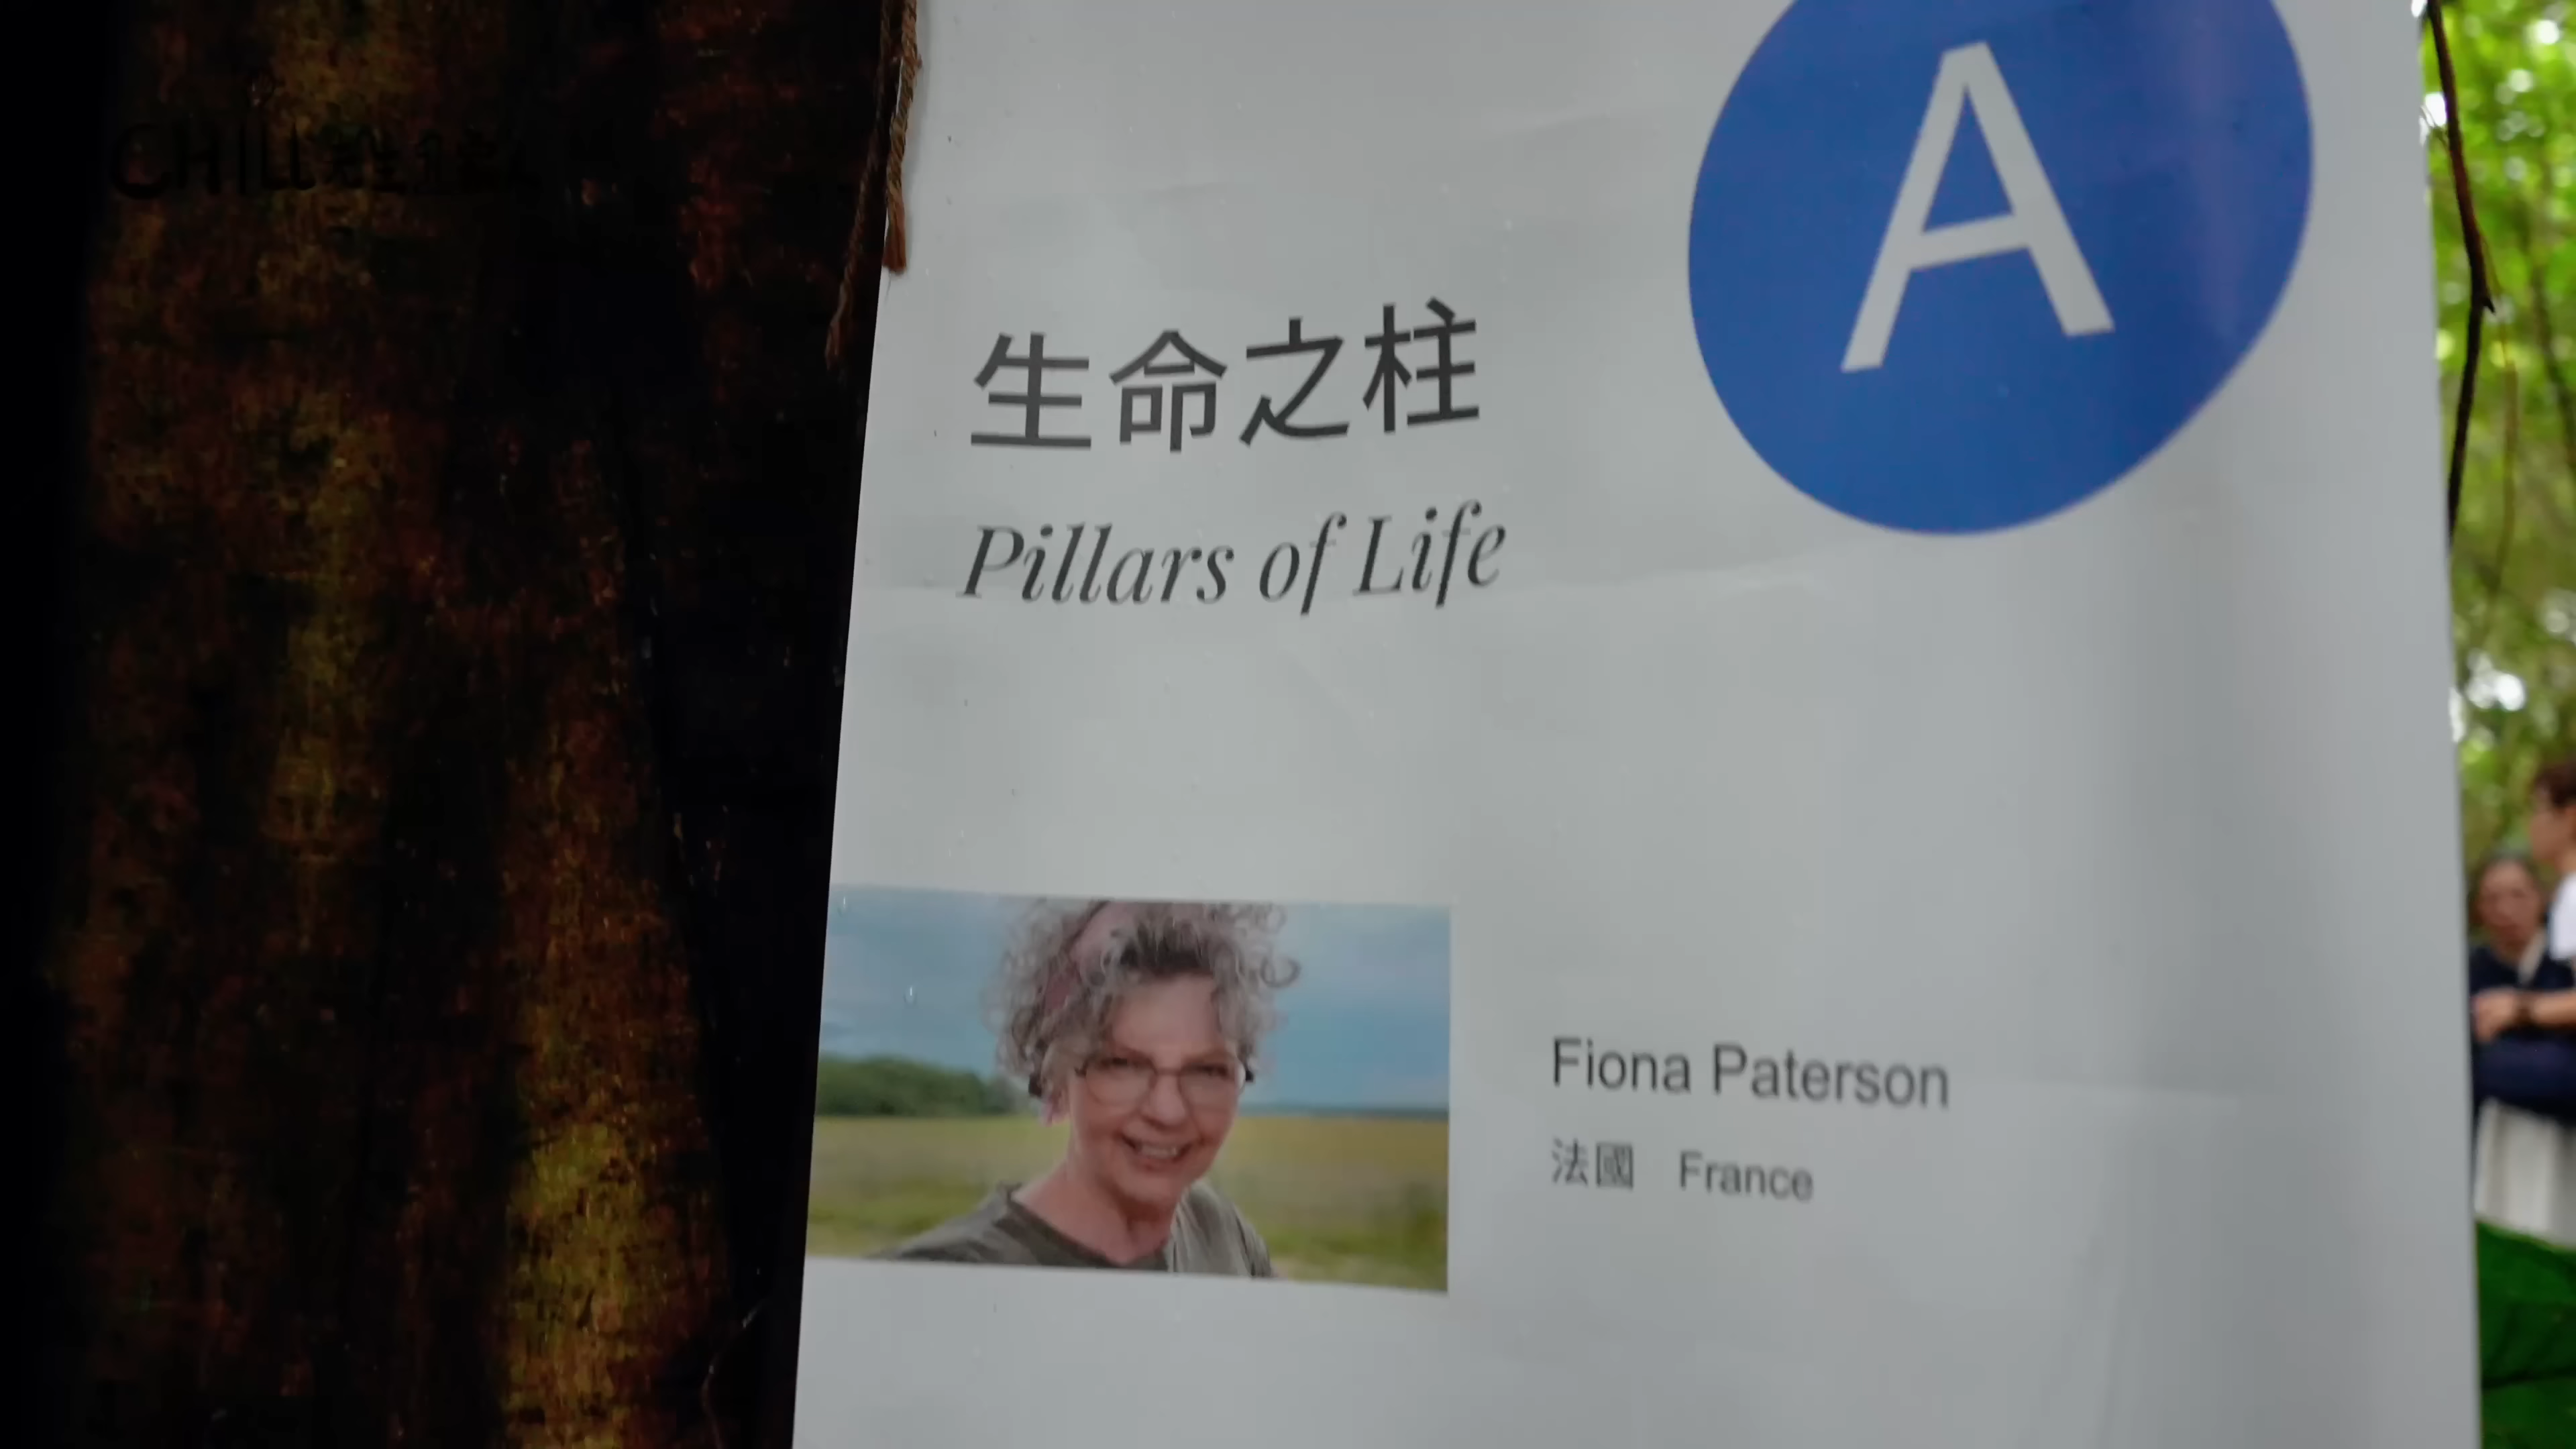 A
生命之柱
Pillars of Life
Fiona Paterson
法國 France